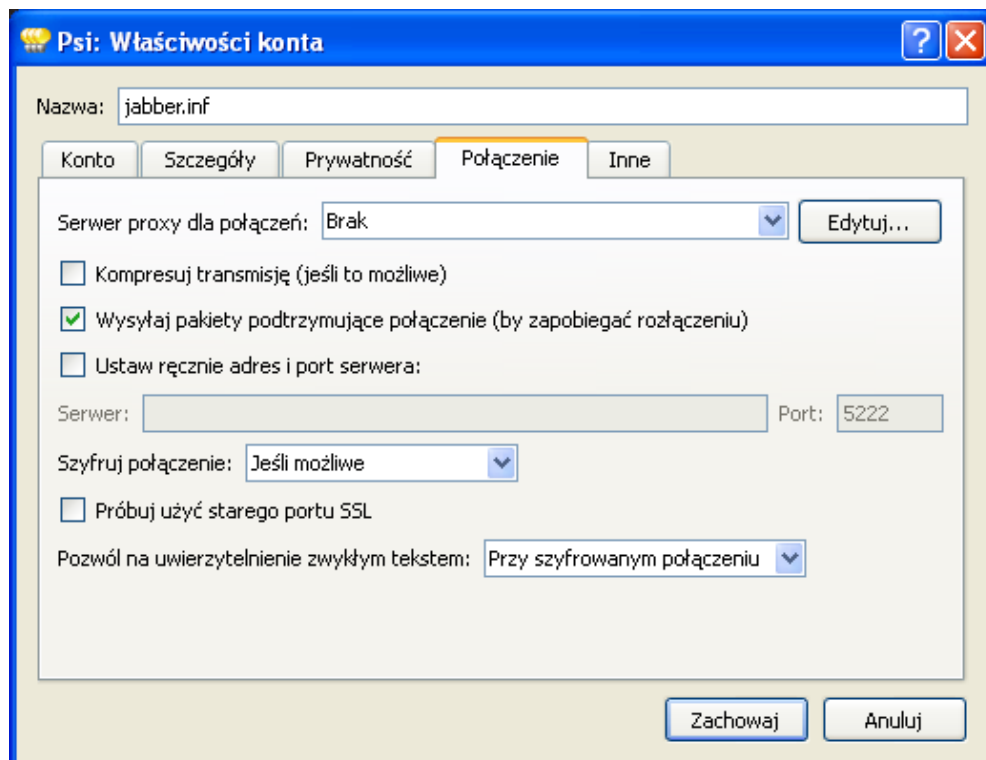 Psi: Właściwości konta
Nazwa: jabber.inf
Konto Szczegóły Prywatność Połączenie Inne
Serwer proxy dla połączeń: Brak Edytuj...
Kompresuj transmisję (jeśli to możliwe)
Wysyłaj pakiety podtrzymujące połączenie (by zapobiegać rozłączeniu)
Ustaw ręcznie adres i port serwera:
Serwer: Port: 5222
Szyfruj połączenie: Jeśli możliwe
Próbuj użyć starego portu SSL
Pozwól na uwierzytelnienie zwykłym tekstem: Przy szyfrowanym połączeniu
Zachowaj Anuluj